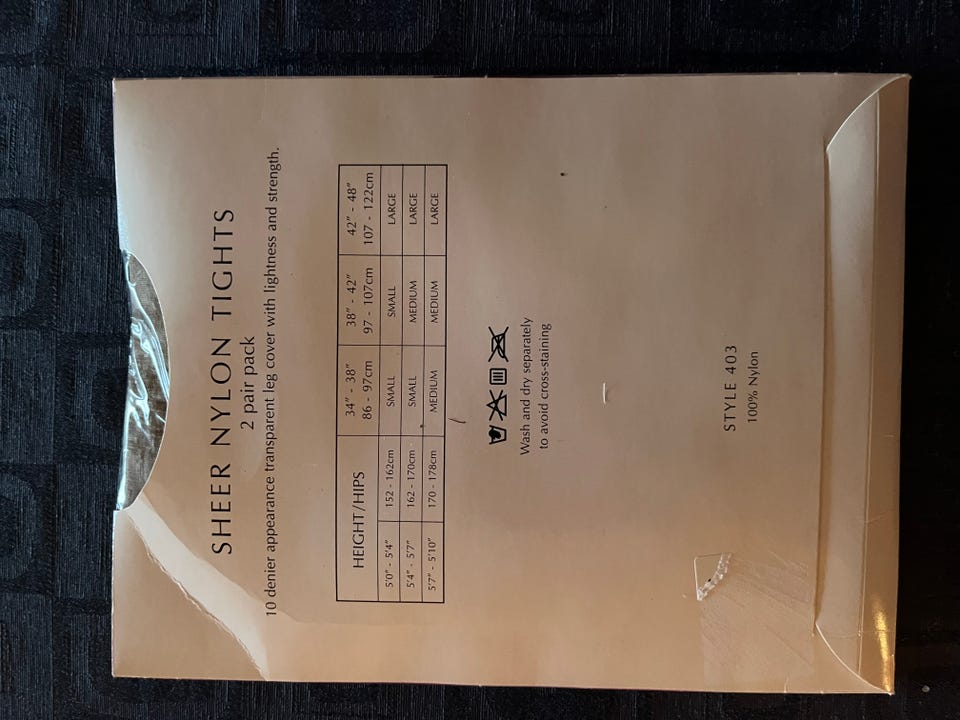 SHEER NYLON TIGHTS
2 pair pack
10 denier appearance transparent leg cover with lightness and strength.
HEIGHT/HIPS 34" - 38" 86 - 97cm 38" - 42" 97 - 107cm 42" - 48" 107 - 122cm
5'0" - 5'4" 152 - 162cm SMALL SMALL LARGE
5'4" - 5'7" 162 - 170cm SMALL MEDIUM LARGE
5'7" - 5'10" 170 - 178cm MEDIUM MEDIUM LARGE
Wash and dry separately
to avoid cross-staining
STYLE 403
100% Nylon